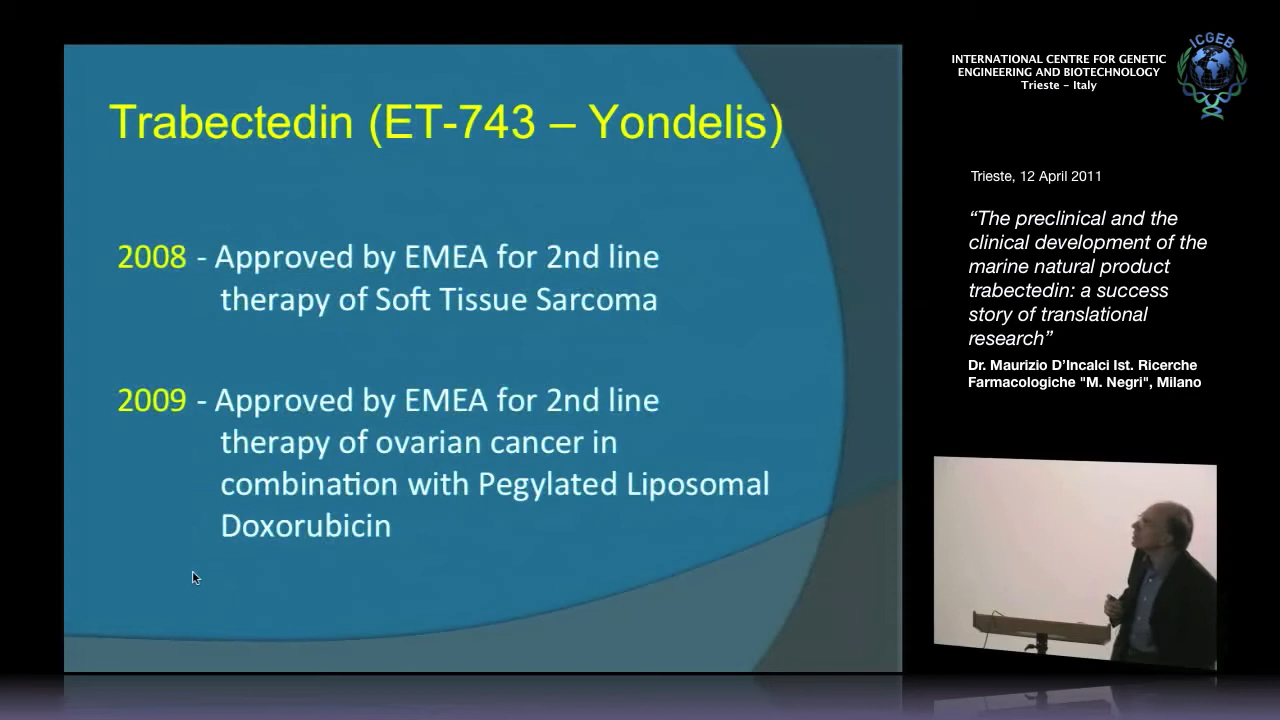 Trabectedin (ET-743 – Yondelis)
2008 - Approved by EMEA for 2nd line
therapy of Soft Tissue Sarcoma
2009 - Approved by EMEA for 2nd line
therapy of ovarian cancer in
combination with Pegylated Liposomal
Doxorubicin
INTERNATIONAL CENTRE FOR GENETIC
ENGINEERING AND BIOTECHNOLOGY
Trieste – Italy
ICGEB
Trieste, 12 April 2011
“The preclinical and the
clinical development of the
marine natural product
trabectedin: a success
story of translational
research”
Dr. Maurizio D’Incalci Ist. Ricerche
Farmacologiche "M. Negri", Milano